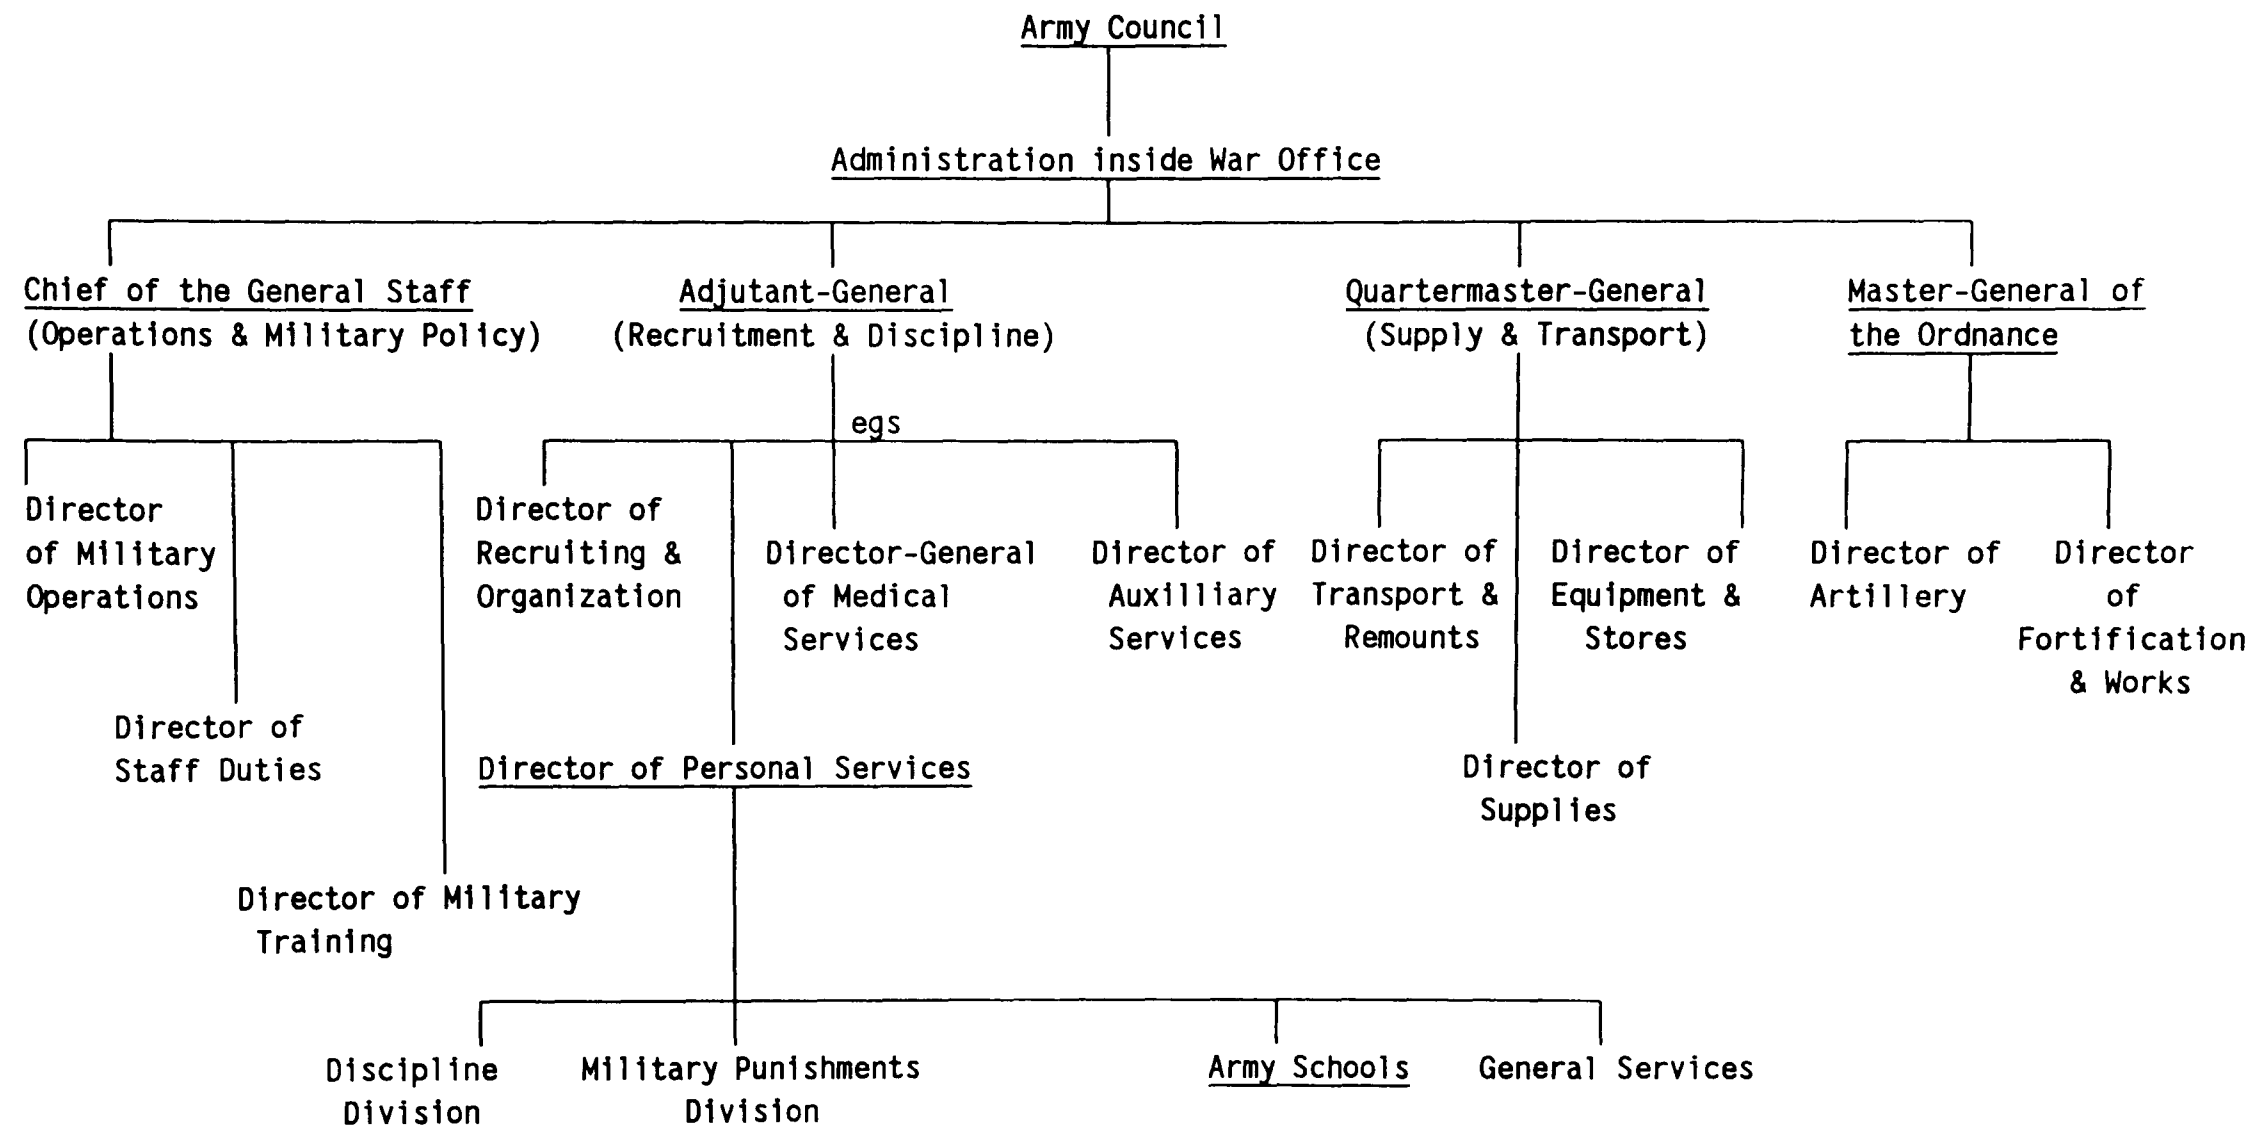 Army Council
Administration inside War Office
Chief of the General Staff
(Operations & Military Policy)
Adjutant-General
(Recruitment & Discipline)
Quartermaster-General
(Supply & Transport)
Master-General of
the Ordnance
egs
Director
of Military
Operations
Director of
Staff Duties
Director of Military
Training
Director of
Recruiting &
Organization
Director of Personal Services
Director-General
of Medical
Services
Director of
Auxilliary
Services
Director of
Transport &
Remounts
Director of
Supplies
Director of
Equipment &
Stores
Director of
Artillery
Director
of
Fortification
& Works
Discipline
Division
Military Punishments
Division
Army Schools
General Services